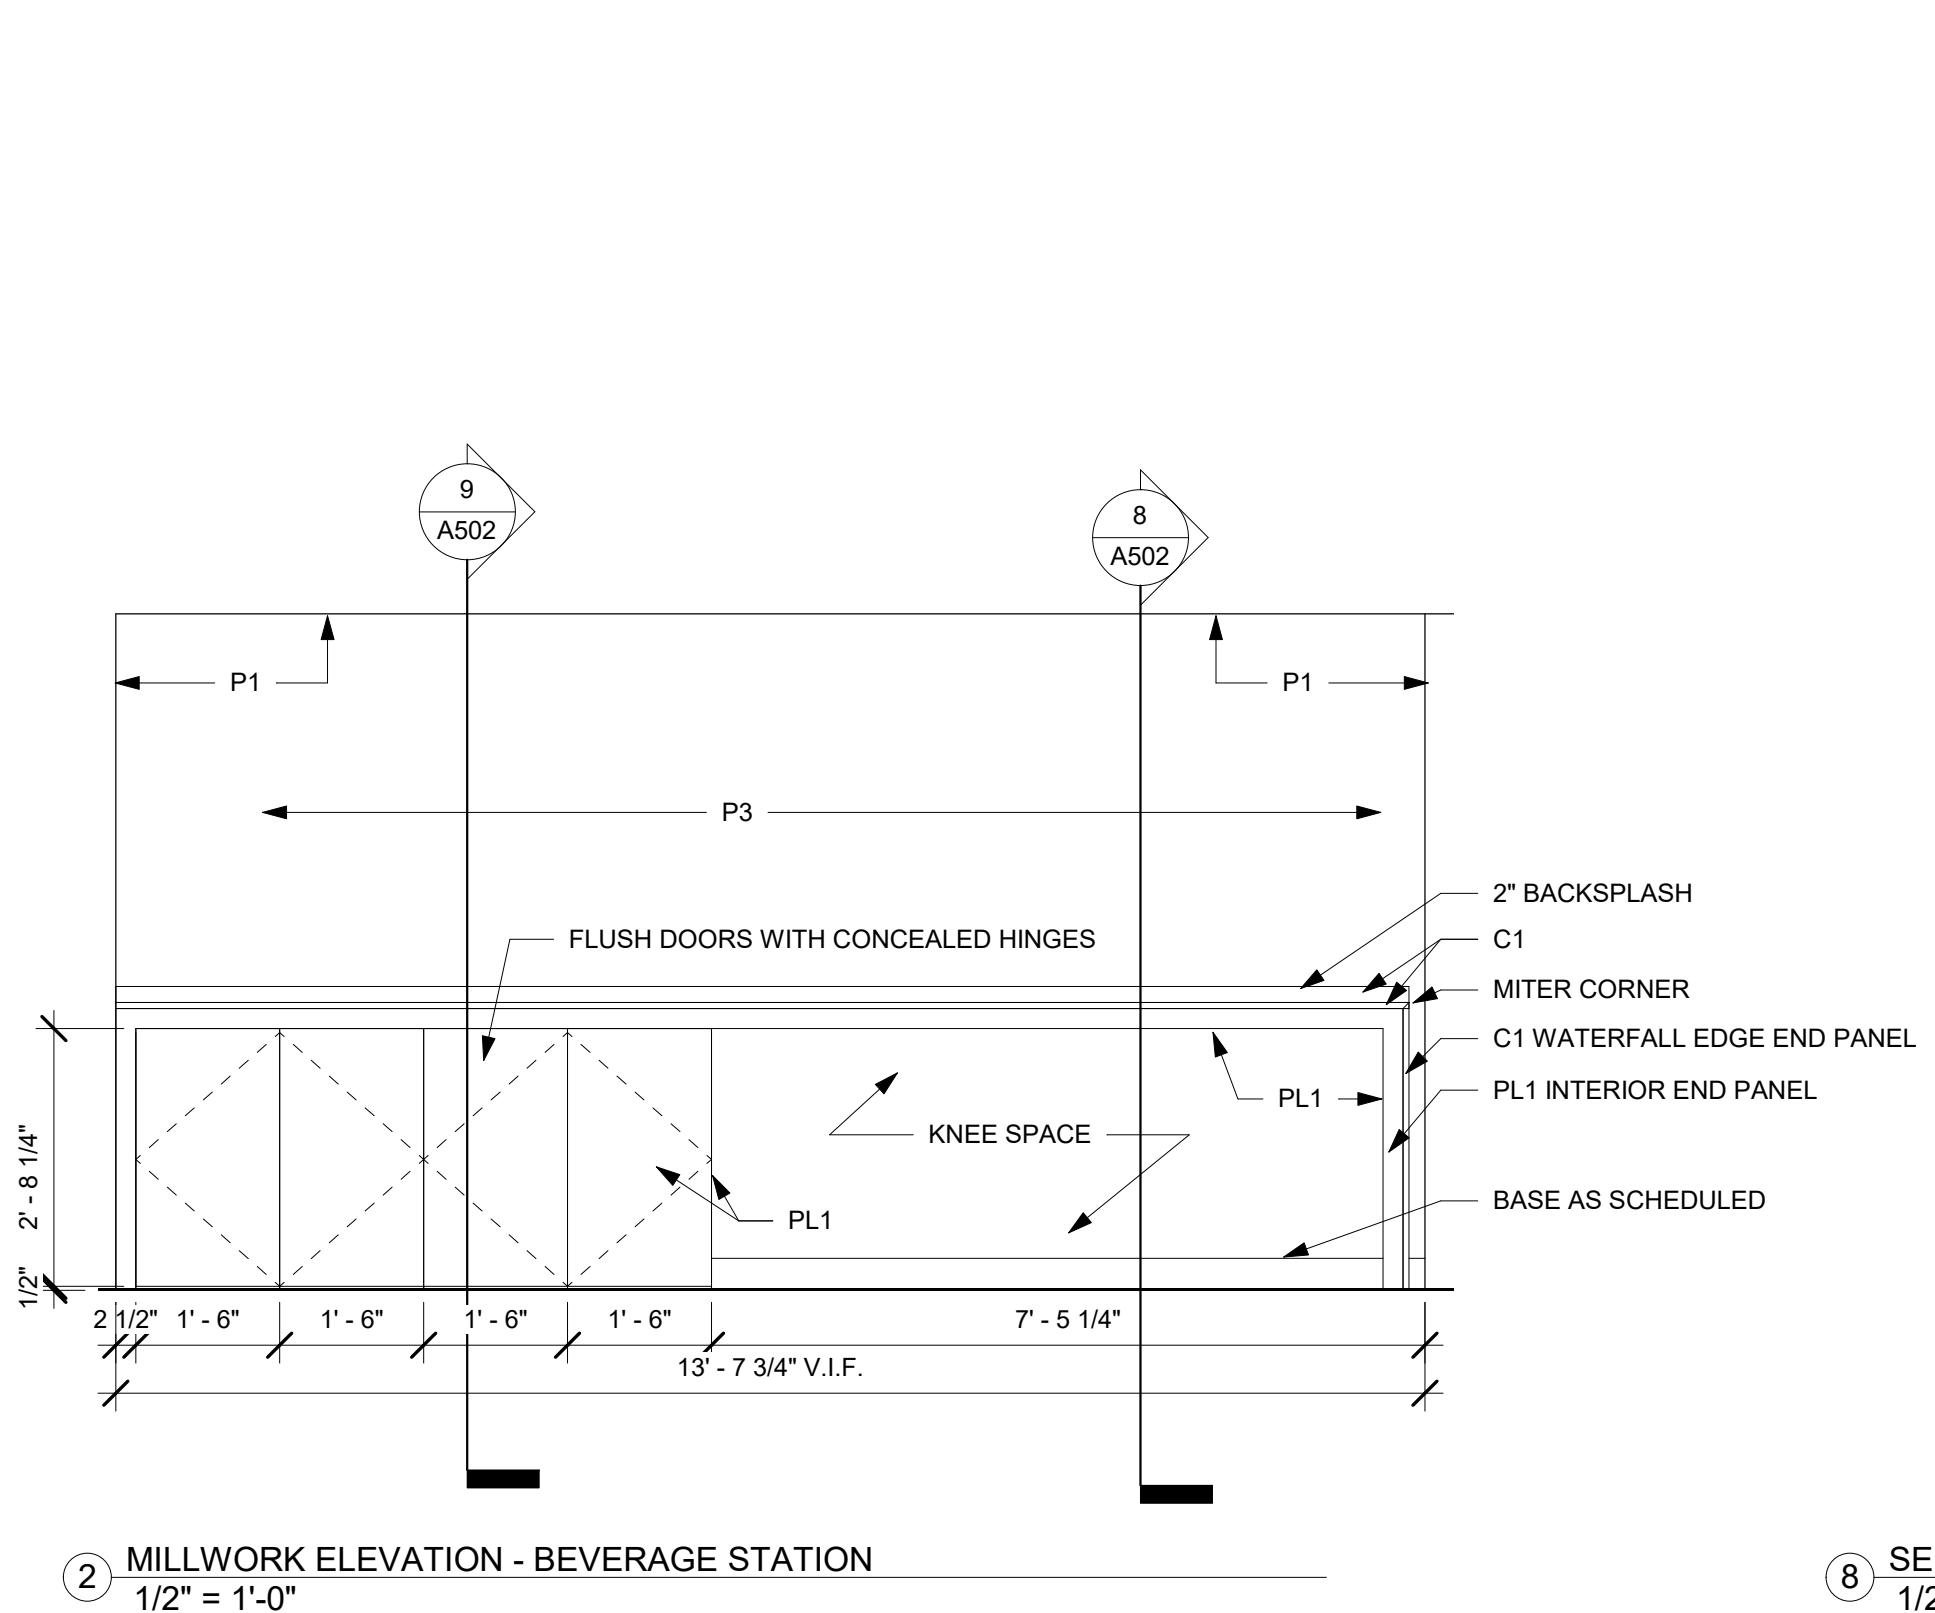 9
A502
8
A502
P1
P1
P3
2" BACKSPLASH
FLUSH DOORS WITH CONCEALED HINGES
C1
MITER CORNER
C1 WATERFALL EDGE END PANEL
PL1 INTERIOR END PANEL
PL1
KNEE SPACE
BASE AS SCHEDULED
PL1
2' - 8 1/4"
1/2"
2 1/2" 1' - 6" 1' - 6" 1' - 6" 1' - 6" 7' - 5 1/4"
13' - 7 3/4" V.I.F.
2 MILLWORK ELEVATION - BEVERAGE STATION
1/2" = 1'-0"
8 SE
1/2